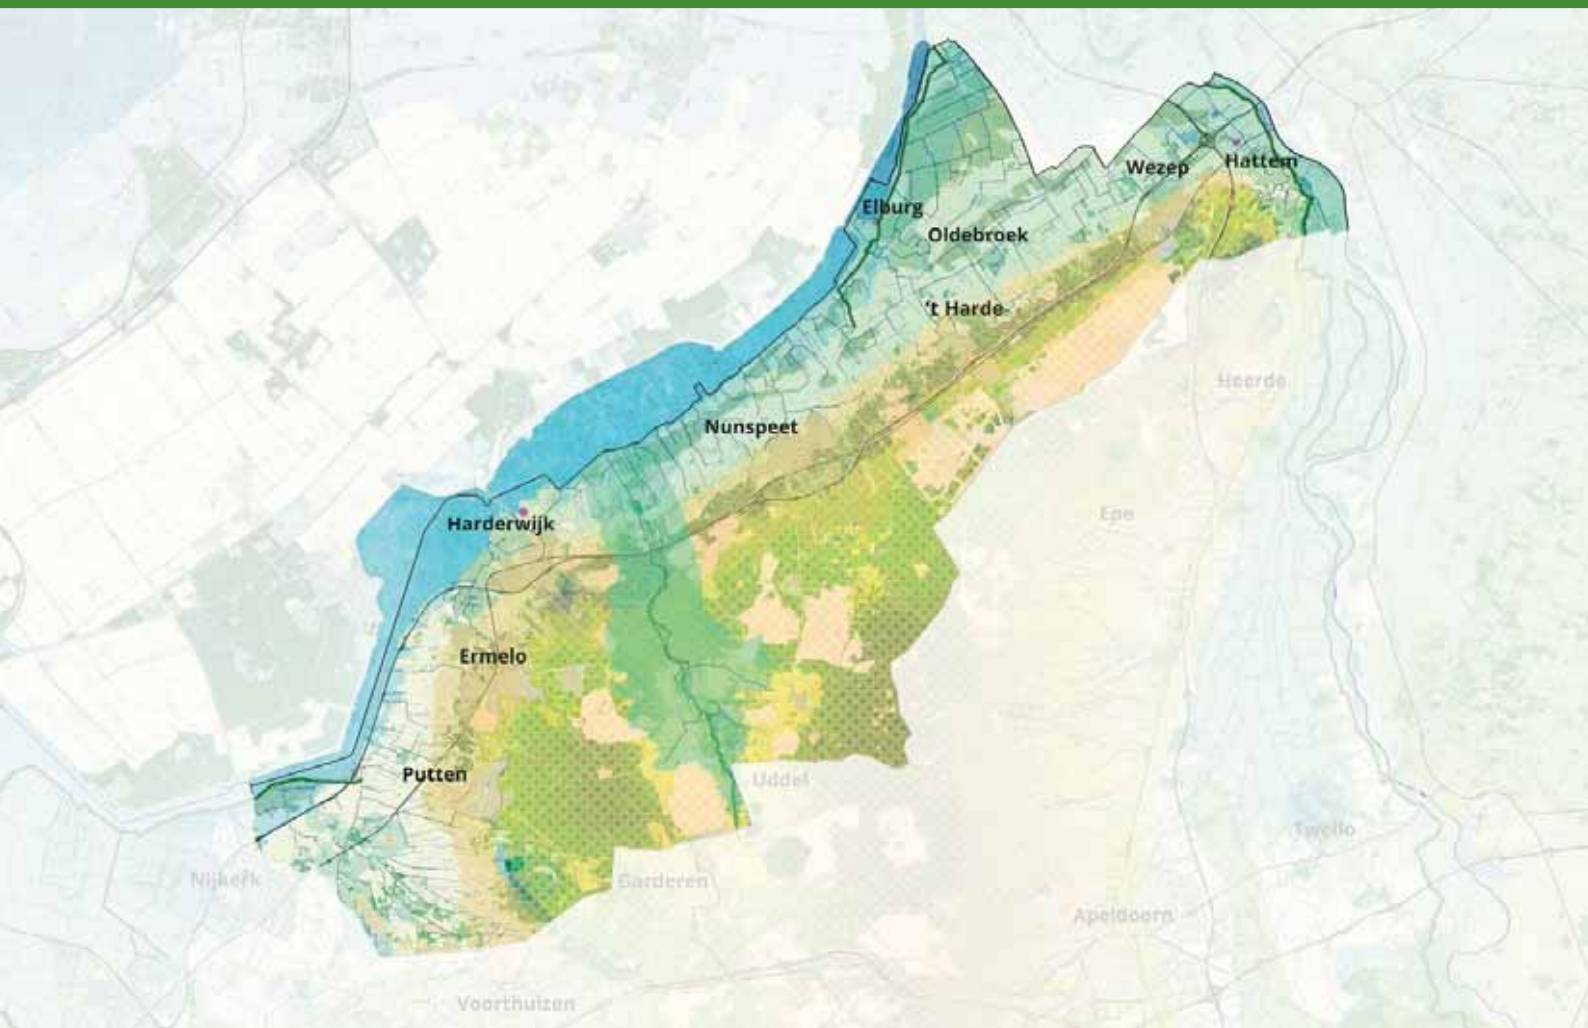 Wezep
Hattem
Elburg
Oldebroek
't Harde
Heerde
Nunspeet
Epe
Harderwijk
Ermelo
Putten
Uddel
Twello
Nijkerk
Garderen
Apeldoorn
Voorthuizen